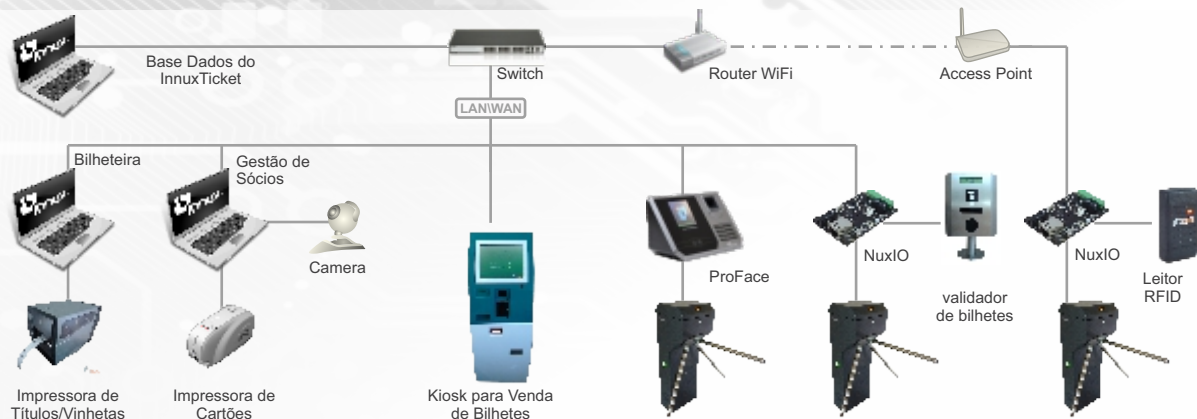 Base Dados do
InnuxTicket
Switch
Router WiFi
Access Point
LAN\WAN
Bilheteira
Gestão de
Sócios
Camera
ProFace
NuxIO
validador
de bilhetes
NuxIO
Leitor
RFID
Impressora de
Títulos/Vinhetas
Impressora de
Cartões
Kiosk para Venda
de Bilhetes